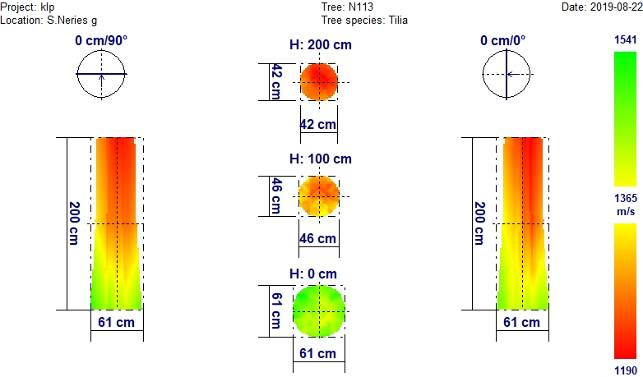 Project: klp
Tree: N113
Date: 2019-08-22
Location: S.Neries g
Tree species: Tilia
0 cm/90°
H: 200 cm
0 cm/0°
1541
42 cm
42 cm
H: 100 cm
46 cm
46 cm
200 cm
200 cm
1365
m/s
H: 0 cm
61 cm
61 cm
61 cm
61 cm
1190